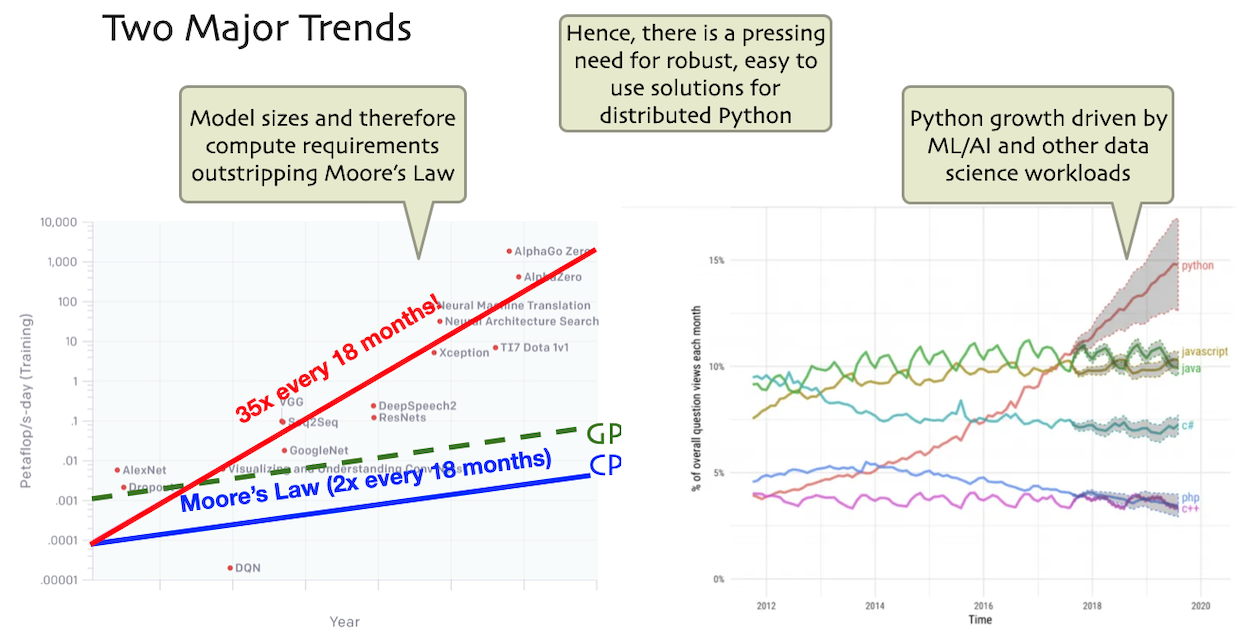 Two Major Trends
Hence, there is a pressing
need for robust, easy to
use solutions for
distributed Python
Model sizes and therefore
compute requirements
outstripping Moore's Law
Python growth driven by
ML/AI and other data
science workloads
Petaflop/s-day (Training)
10,000
1,000
100
10
1
.1
.01
.001
.0001
.00001
AlphaGo Zero
AlphaZero
Neural Machine Translation
Neural Architecture Search
Xception
TI7 Dota 1v1
35x every 18 months!
VGG
Seq2Seq
DeepSpeech2
ResNets
GoogleNet
AlexNet
Visualizing and Understanding Conv
Dropo
GP
CP
Moore's Law (2x every 18 months)
DQN
Year
% of overall question views each month
15%
10%
5%
0%
python
javascript
java
c#
php
c++
2012
2014
2016
2018
2020
Time